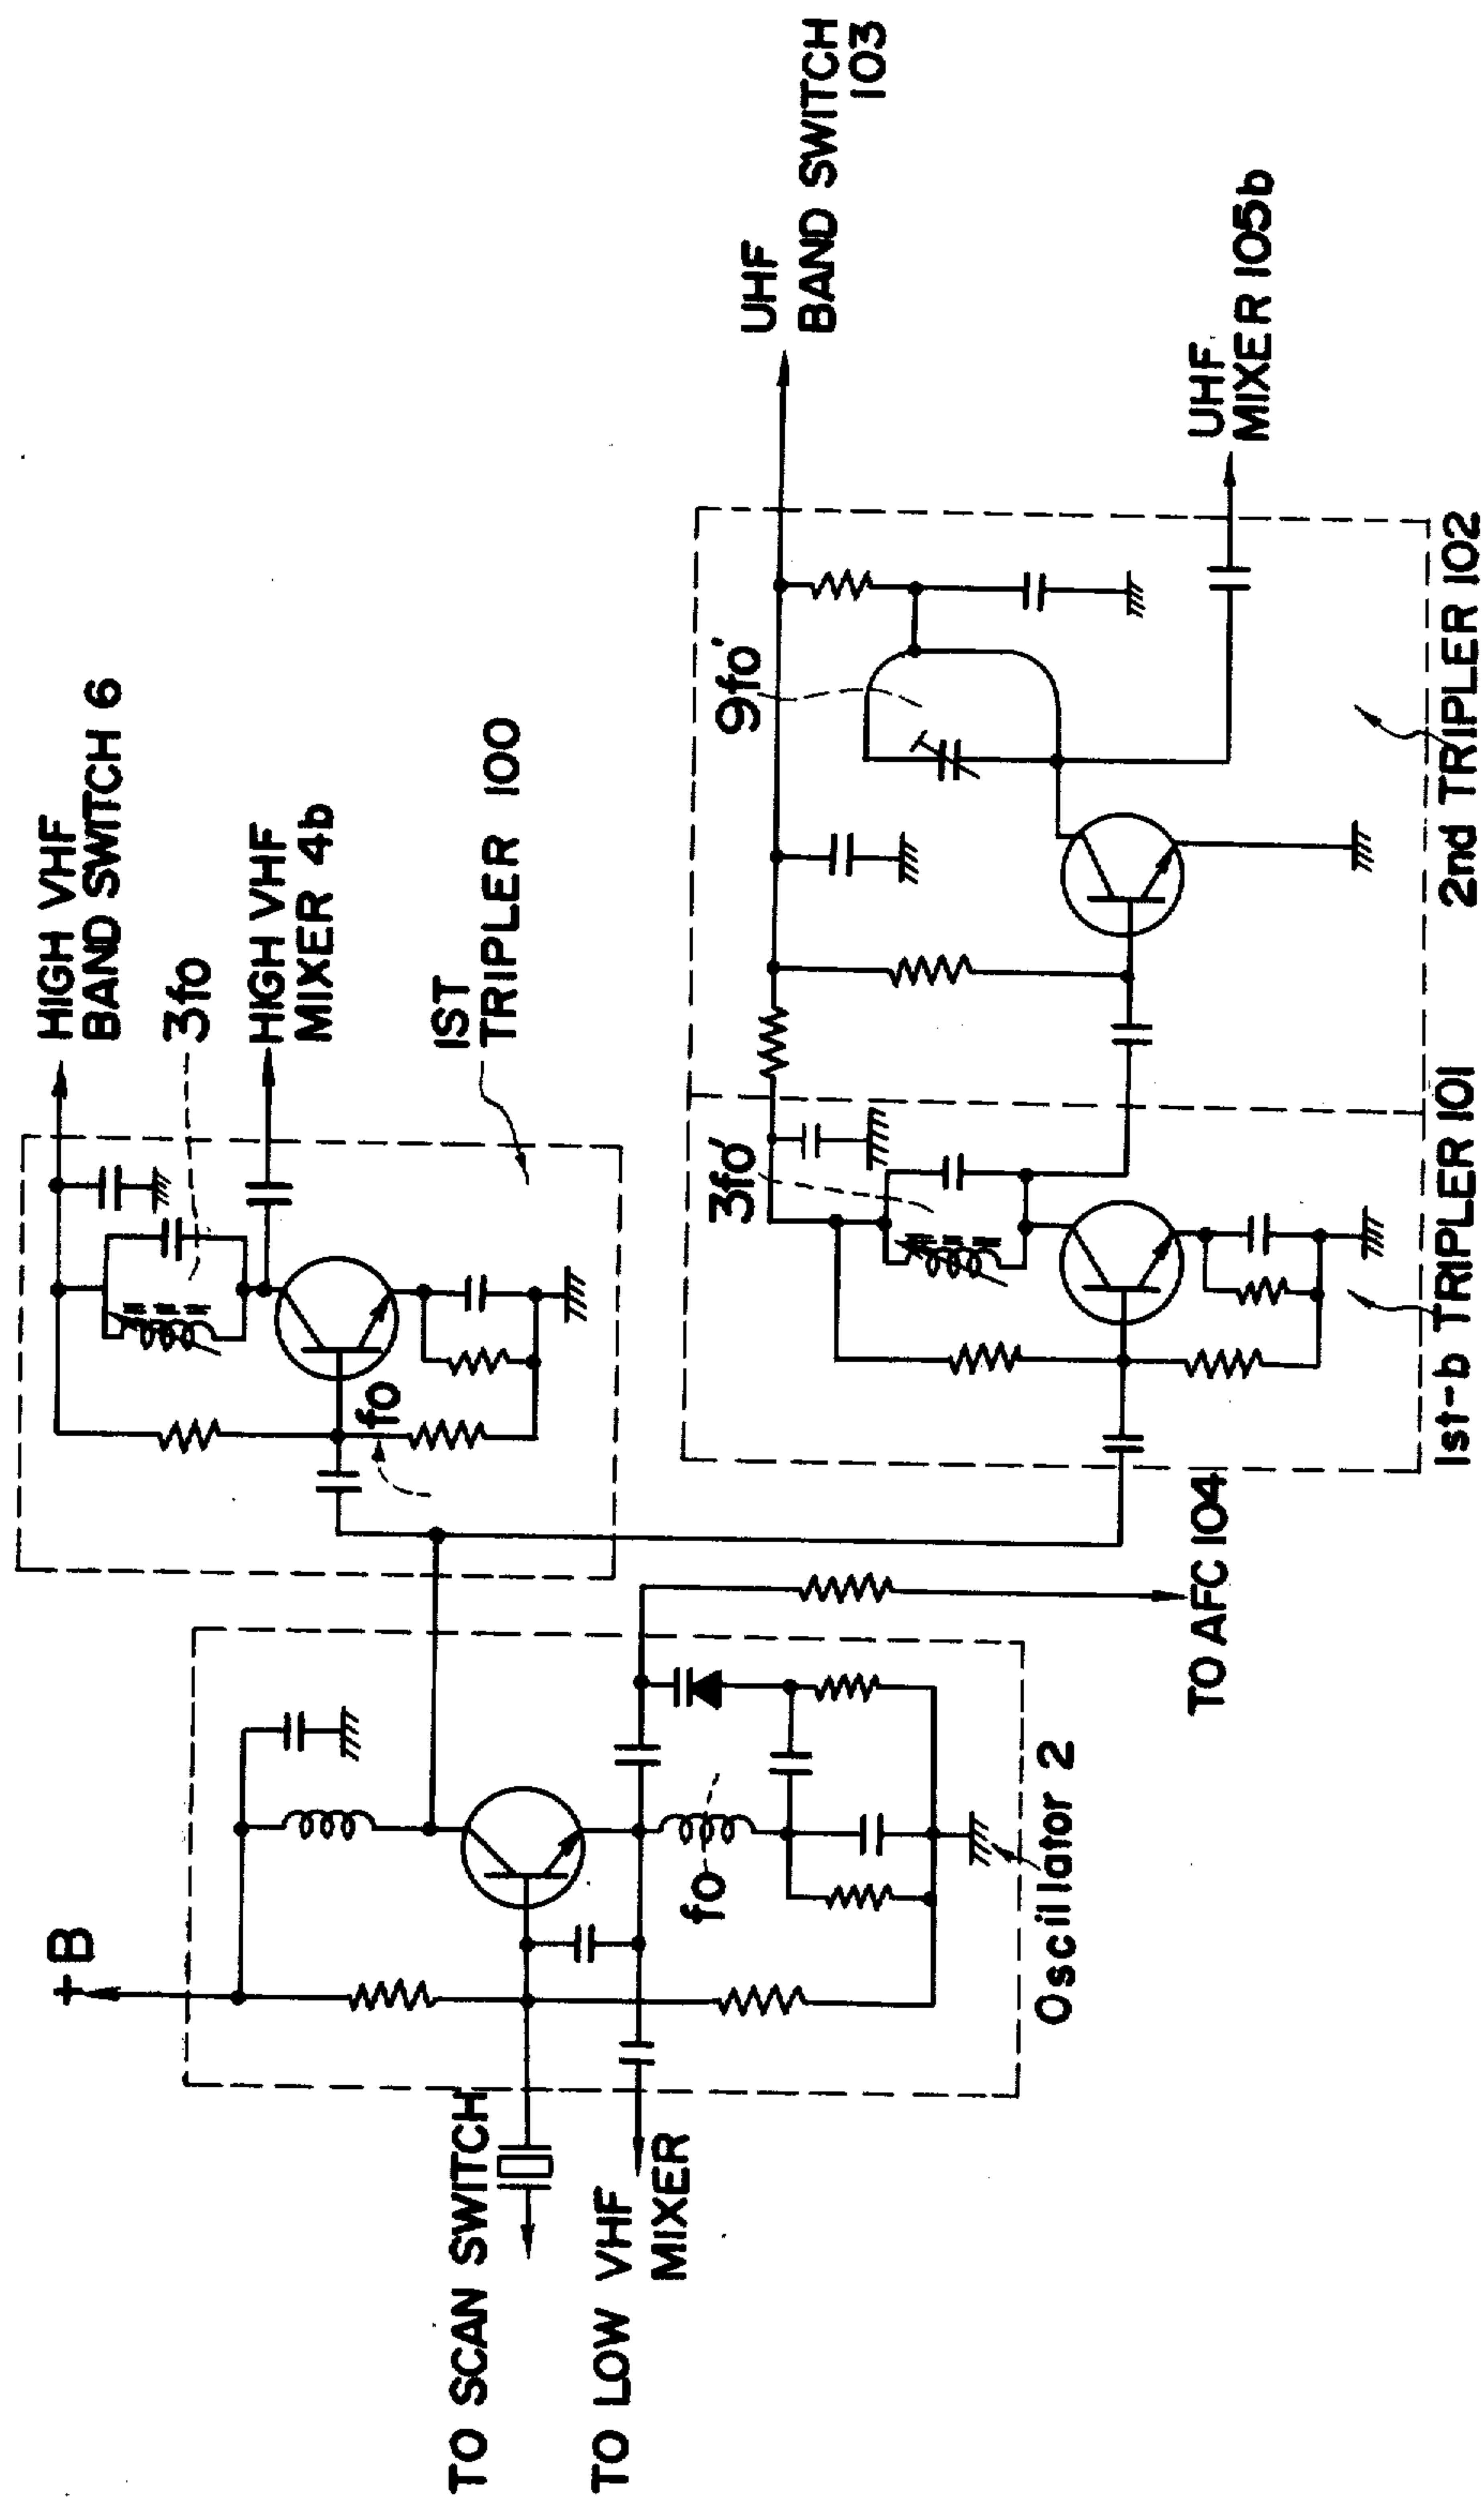 HIGH VHF
BAND SWITCH 6
3fo
HIGH VHF
MIXER 4b
1ST
TRIPLER 100
fo
+B
TO SCAN SWITCH
TO LOW VHF
MIXER
fo
Oscillator 2
TO AFC 104
UHF
BAND SWITCH
103
9fo'
3fo'
UHF
MIXER 105b
1st-b TRIPLER 101
2nd TRIPLER 102